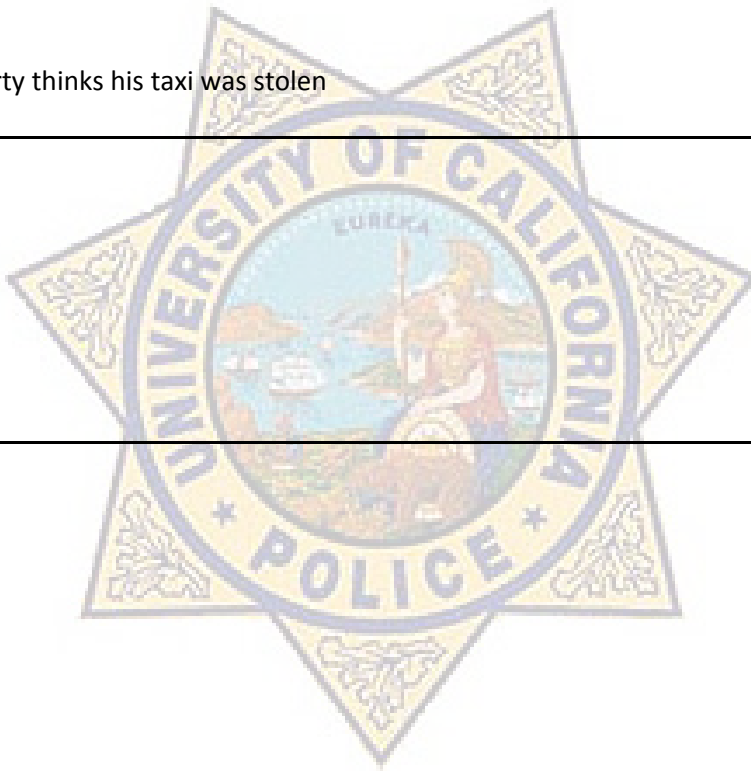 rty thinks his taxi was stolen
UNIVERSITY OF CALIFORNIA
EUREKA
POLICE